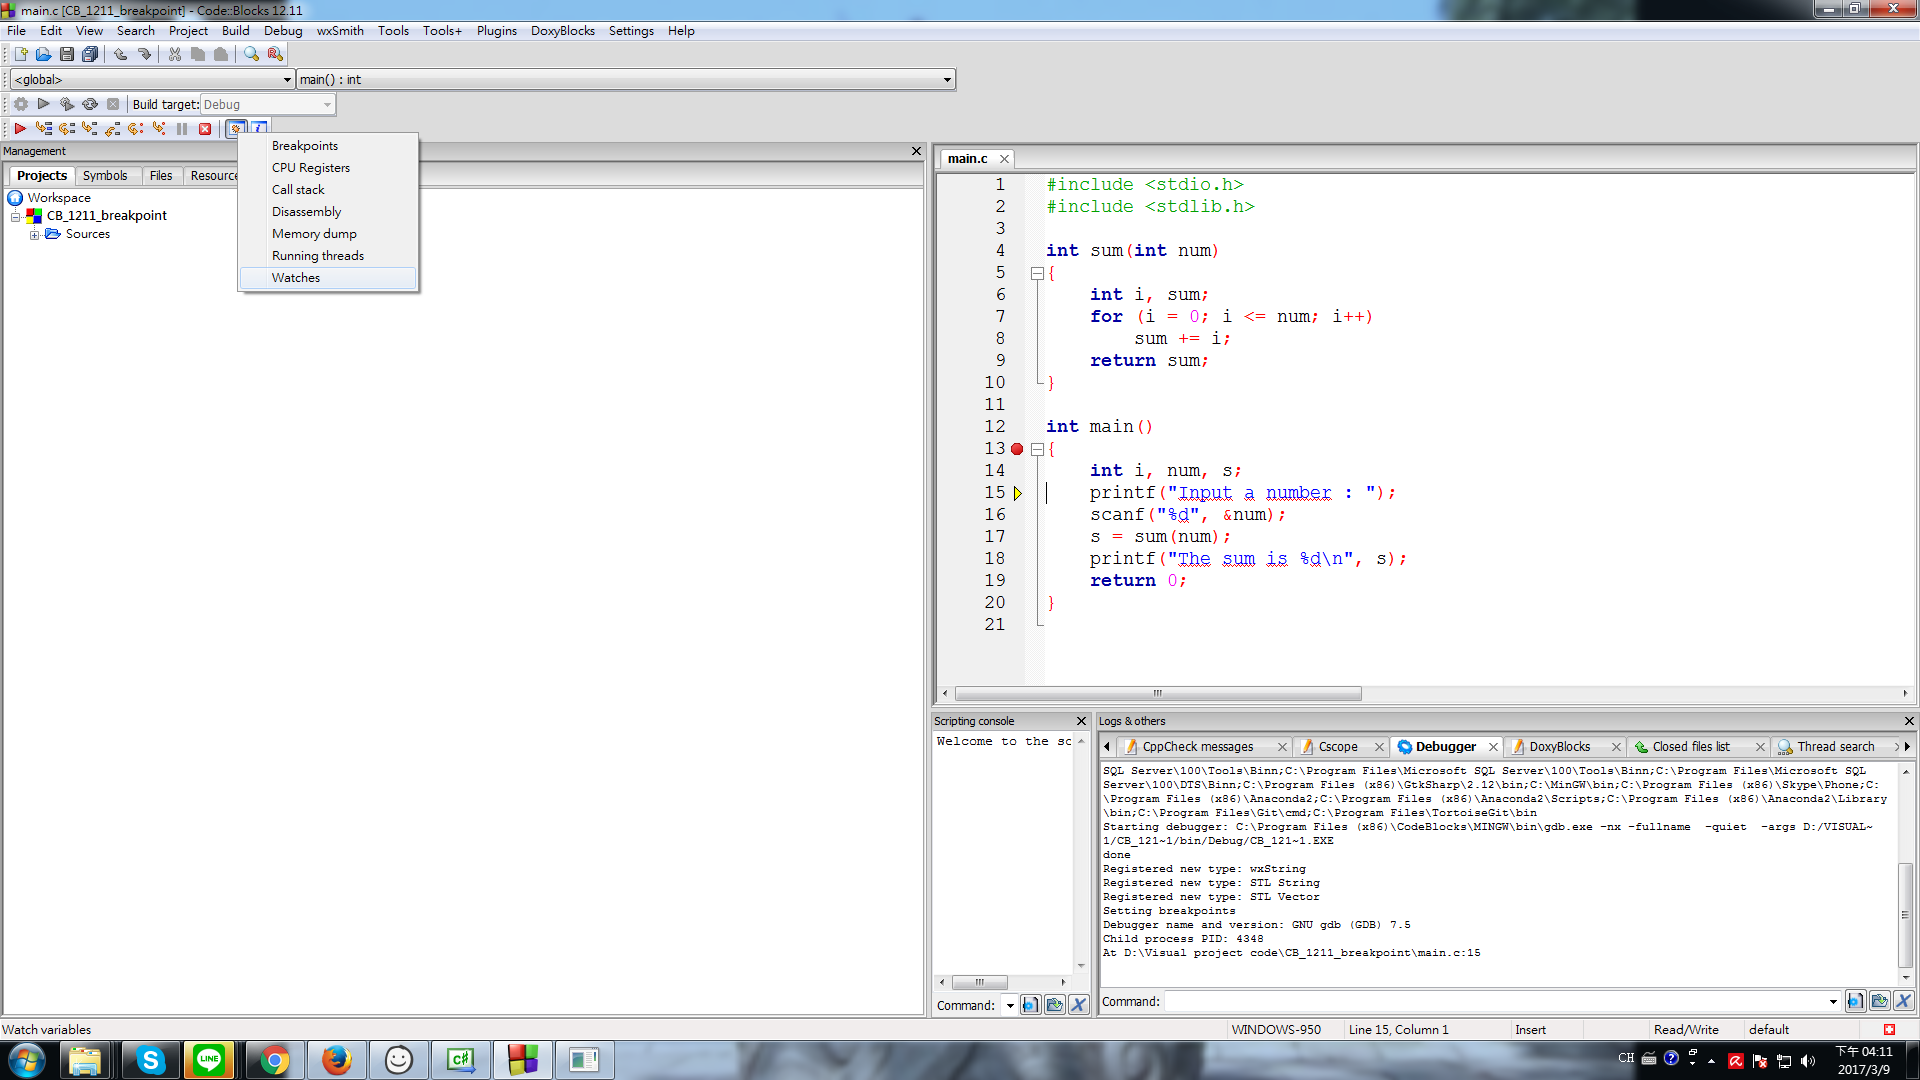 main.c [CB_1211_breakpoint] - Code::Blocks 12.11
File Edit View Search Project Build Debug wxSmith Tools Tools+ Plugins DoxyBlocks Settings Help
<global> main() : int
Build target: Debug
Management
Projects Symbols Files Resource
Workspace
CB_1211_breakpoint
Sources
Breakpoints
CPU Registers
Call stack
Disassembly
Memory dump
Running threads
Watches
main.c
1 #include <stdio.h>
2 #include <stdlib.h>
3
4 int sum(int num)
5 {
6 int i, sum;
7 for (i = 0; i <= num; i++)
8 sum += i;
9 return sum;
10 }
11
12 int main()
13 {
14 int i, num, s;
15 printf("Input a number : ");
16 scanf("%d", &num);
17 s = sum(num);
18 printf("The sum is %d\n", s);
19 return 0;
20 }
21
Scripting console
Welcome to the sc
Command:
Logs & others
CppCheck messages Cscope Debugger DoxyBlocks Closed files list Thread search
SQL Server\100\Tools\Binn;C:\Program Files\Microsoft SQL Server\100\Tools\Binn;C:\Program Files\Microsoft SQL
Server\100\DTS\Binn;C:\Program Files (x86)\GtkSharp\2.12\bin;C:\MinGW\bin;C:\Program Files (x86)\Skype\Phone;C:
\Program Files (x86)\Anaconda2;C:\Program Files (x86)\Anaconda2\Scripts;C:\Program Files (x86)\Anaconda2\Library
\bin;C:\Program Files\Git\cmd;C:\Program Files\TortoiseGit\bin
Starting debugger: C:\Program Files (x86)\CodeBlocks\MINGW\bin\gdb.exe -nx -fullname -quiet -args D:/VISUAL~
1/CB_121~1/bin/Debug/CB_121~1.EXE
done
Registered new type: wxString
Registered new type: STL String
Registered new type: STL Vector
Setting breakpoints
Debugger name and version: GNU gdb (GDB) 7.5
Child process PID: 4348
At D:\Visual project code\CB_1211_breakpoint\main.c:15
Command:
Watch variables WINDOWS-950 Line 15, Column 1 Insert Read/Write default
LINE
C#
CH
下午 04:11
2017/3/9